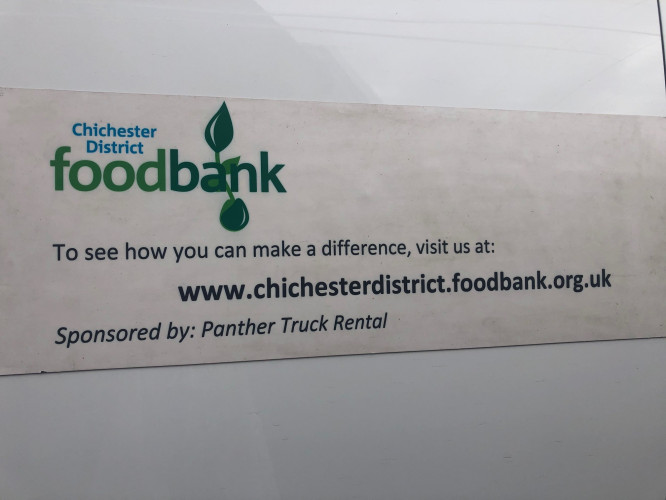 Chichester
District
foodbank
To see how you can make a difference, visit us at:
www.chichesterdistrict.foodbank.org.uk
Sponsored by: Panther Truck Rental